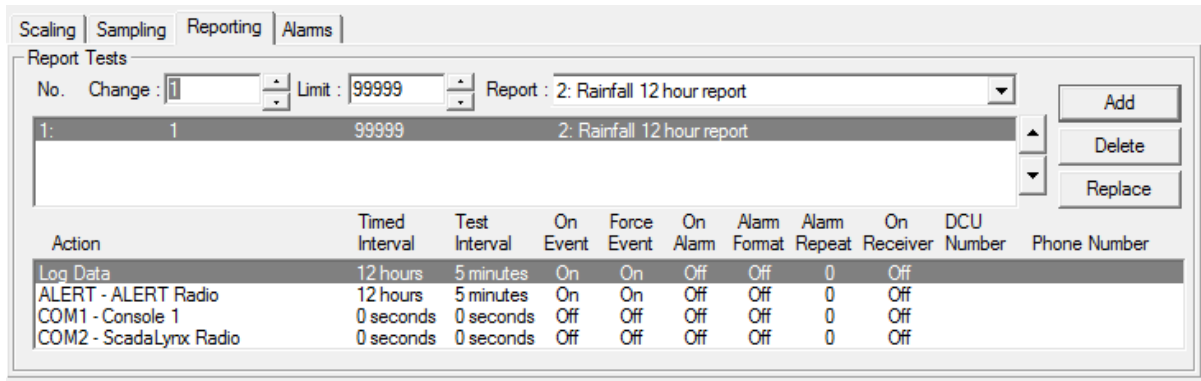 Scaling Sampling Reporting Alarms
Report Tests
No. Change : 1 Limit : 99999 Report : 2: Rainfall 12 hour report
Add
1: 1 99999 2: Rainfall 12 hour report
Delete
Replace
Timed Test On Force On Alarm Alarm On DCU
Action Interval Interval Event Event Alarm Format Repeat Receiver Number Phone Number
Log Data 12 hours 5 minutes On On Off Off 0 Off
ALERT - ALERT Radio 12 hours 5 minutes On On Off Off 0 Off
COM1 - Console 1 0 seconds 0 seconds Off Off Off Off 0 Off
COM2 - ScadaLynx Radio 0 seconds 0 seconds Off Off Off Off 0 Off